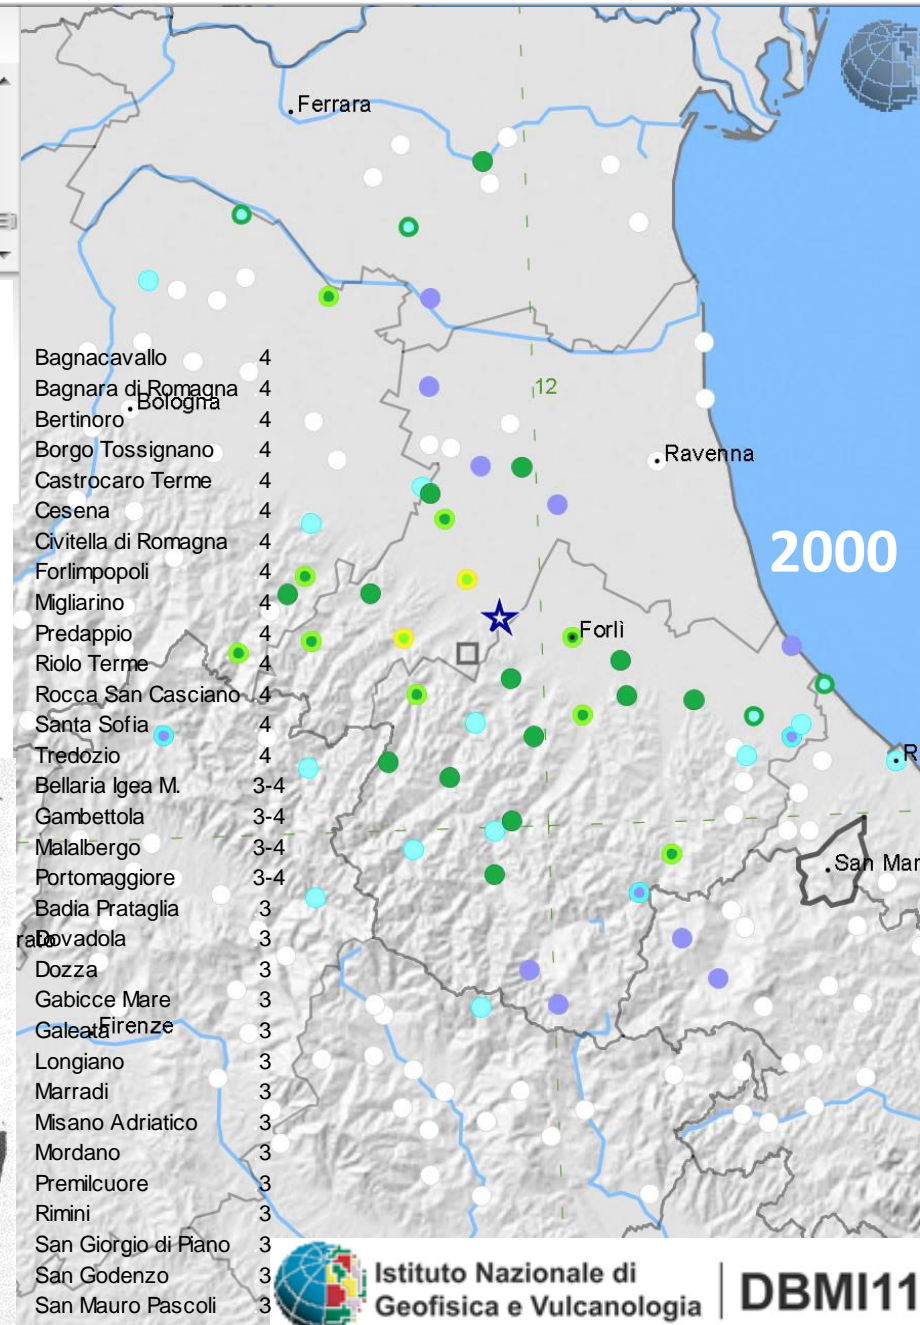 Ferrara
12
Bologna
Ravenna
2000
Forlì
R
San Mar
rato
Firenze
Bagnacavallo 4
Bagnara di Romagna 4
Bertinoro 4
Borgo Tossignano 4
Castrocaro Terme 4
Cesena 4
Civitella di Romagna 4
Forlimpopoli 4
Migliarino 4
Predappio 4
Riolo Terme 4
Rocca San Casciano 4
Santa Sofia 4
Tredozio 4
Bellaria Igea M. 3-4
Gambettola 3-4
Malalbergo 3-4
Portomaggiore 3-4
Badia Prataglia 3
Dovadola 3
Dozza 3
Gabicce Mare 3
Galeata 3
Longiano 3
Marradi 3
Misano Adriatico 3
Mordano 3
Premilcuore 3
Rimini 3
San Giorgio di Piano 3
San Godenzo 3
San Mauro Pascoli 3
Istituto Nazionale di
Geofisica e Vulcanologia
DBMI11